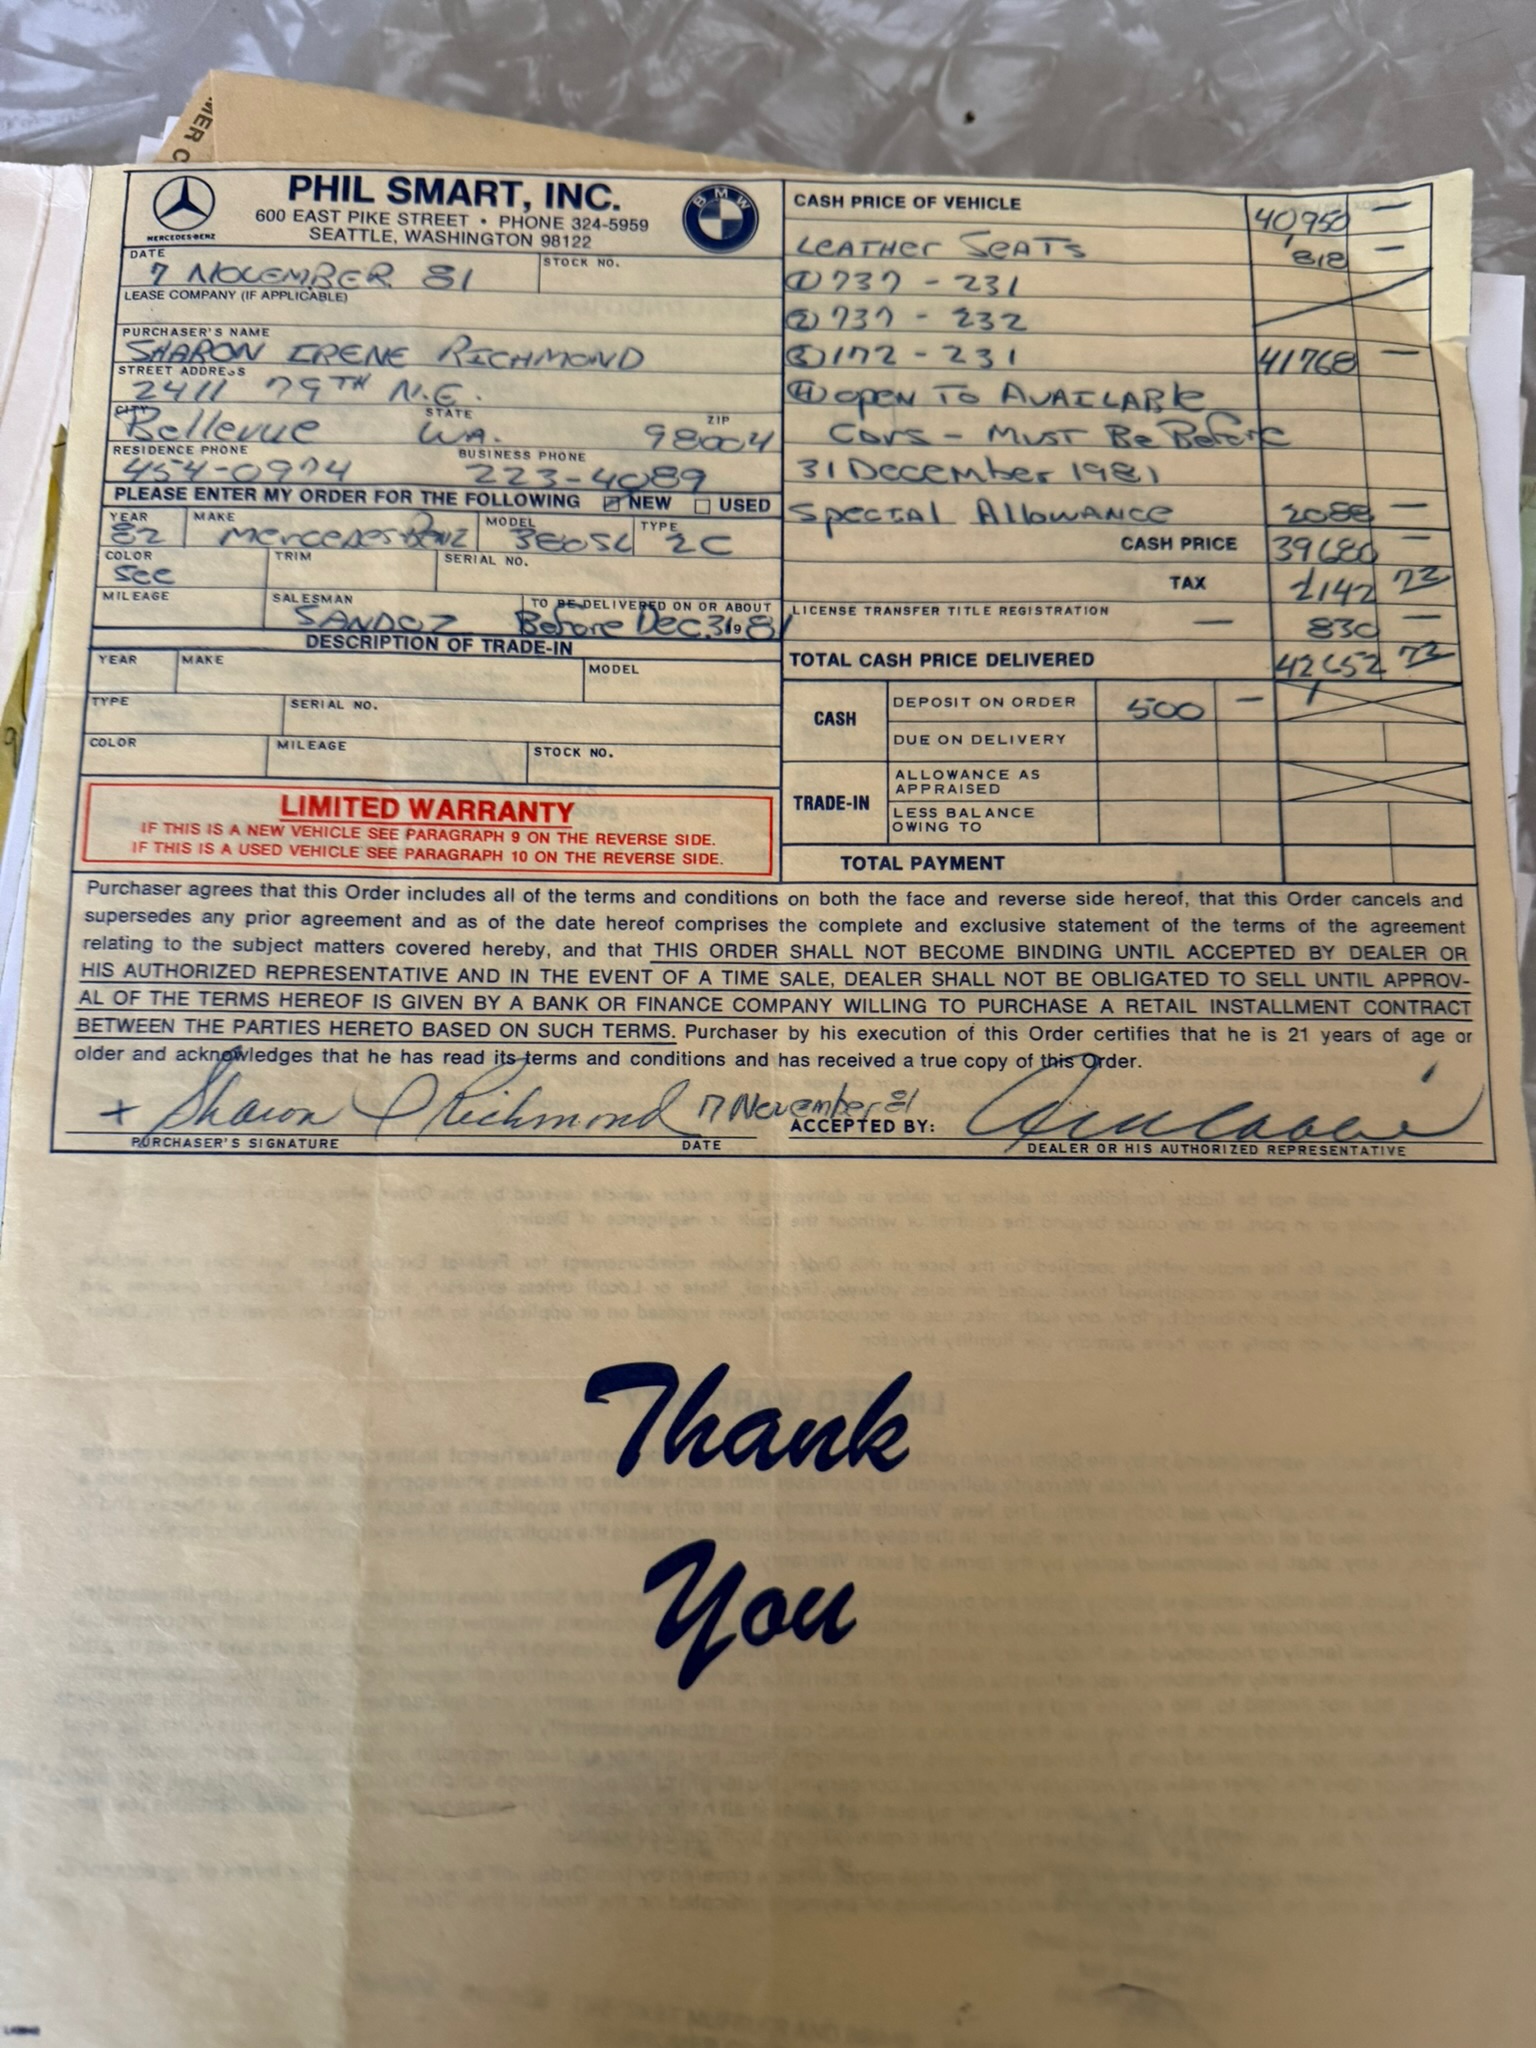 MER C
MERCEDES-BENZ
PHIL SMART, INC.
600 EAST PIKE STREET • PHONE 324-5959
SEATTLE, WASHINGTON 98122
BMW
DATE
7 NOVEMBER 81
STOCK NO.
LEASE COMPANY (IF APPLICABLE)
PURCHASER'S NAME
SHARON IRENE RICHMOND
STREET ADDRESS
2411 79TH N.E.
CITY STATE ZIP
Bellevue WA. 98004
RESIDENCE PHONE BUSINESS PHONE
454-0974 223-4089
PLEASE ENTER MY ORDER FOR THE FOLLOWING NEW USED
YEAR MAKE MODEL TYPE
82 Mercedes Benz 380SL 2C
COLOR TRIM SERIAL NO.
See
MILEAGE SALESMAN TO BE DELIVERED ON OR ABOUT
SANDOZ Before Dec 31 1981
DESCRIPTION OF TRADE-IN
YEAR MAKE MODEL
TYPE SERIAL NO.
COLOR MILEAGE STOCK NO.
LIMITED WARRANTY
IF THIS IS A NEW VEHICLE SEE PARAGRAPH 9 ON THE REVERSE SIDE.
IF THIS IS A USED VEHICLE SEE PARAGRAPH 10 ON THE REVERSE SIDE.
CASH PRICE OF VEHICLE 40950 —
LEATHER SEATS 818 —
① 737 - 231
② 737 - 232
③ 172 - 231 41768 —
④ OPEN TO AVAILABLE
CARS - MUST BE BEFORE
31 DECEMBER 1981
SPECIAL ALLOWANCE 2088 —
CASH PRICE 39680 —
TAX 2142 72
LICENSE TRANSFER TITLE REGISTRATION — 830 —
TOTAL CASH PRICE DELIVERED 42652 72
CASH
DEPOSIT ON ORDER 500 —
DUE ON DELIVERY
TRADE-IN
ALLOWANCE AS
APPRAISED
LESS BALANCE
OWING TO
TOTAL PAYMENT
Purchaser agrees that this Order includes all of the terms and conditions on both the face and reverse side hereof, that this Order cancels and
supersedes any prior agreement and as of the date hereof comprises the complete and exclusive statement of the terms of the agreement
relating to the subject matters covered hereby, and that THIS ORDER SHALL NOT BECOME BINDING UNTIL ACCEPTED BY DEALER OR
HIS AUTHORIZED REPRESENTATIVE AND IN THE EVENT OF A TIME SALE, DEALER SHALL NOT BE OBLIGATED TO SELL UNTIL APPROV-
AL OF THE TERMS HEREOF IS GIVEN BY A BANK OR FINANCE COMPANY WILLING TO PURCHASE A RETAIL INSTALLMENT CONTRACT
BETWEEN THE PARTIES HERETO BASED ON SUCH TERMS. Purchaser by his execution of this Order certifies that he is 21 years of age or
older and acknowledges that he has read its terms and conditions and has received a true copy of this Order.
+ Sharon I Richmond 7 November 81
PURCHASER'S SIGNATURE DATE
ACCEPTED BY:
DEALER OR HIS AUTHORIZED REPRESENTATIVE
Thank
You